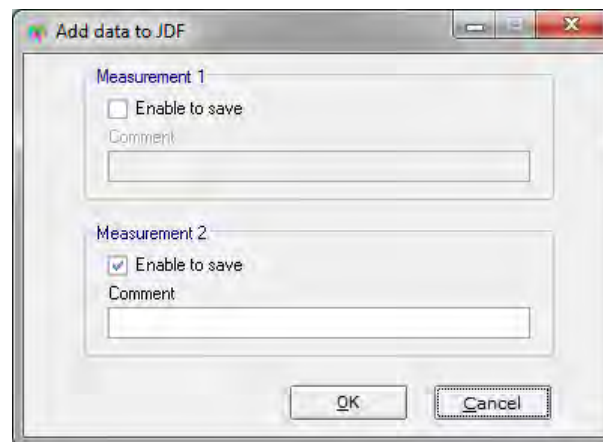 Add data to JDF
Measurement 1
Enable to save
Comment
Measurement 2
Enable to save
Comment
OK
Cancel